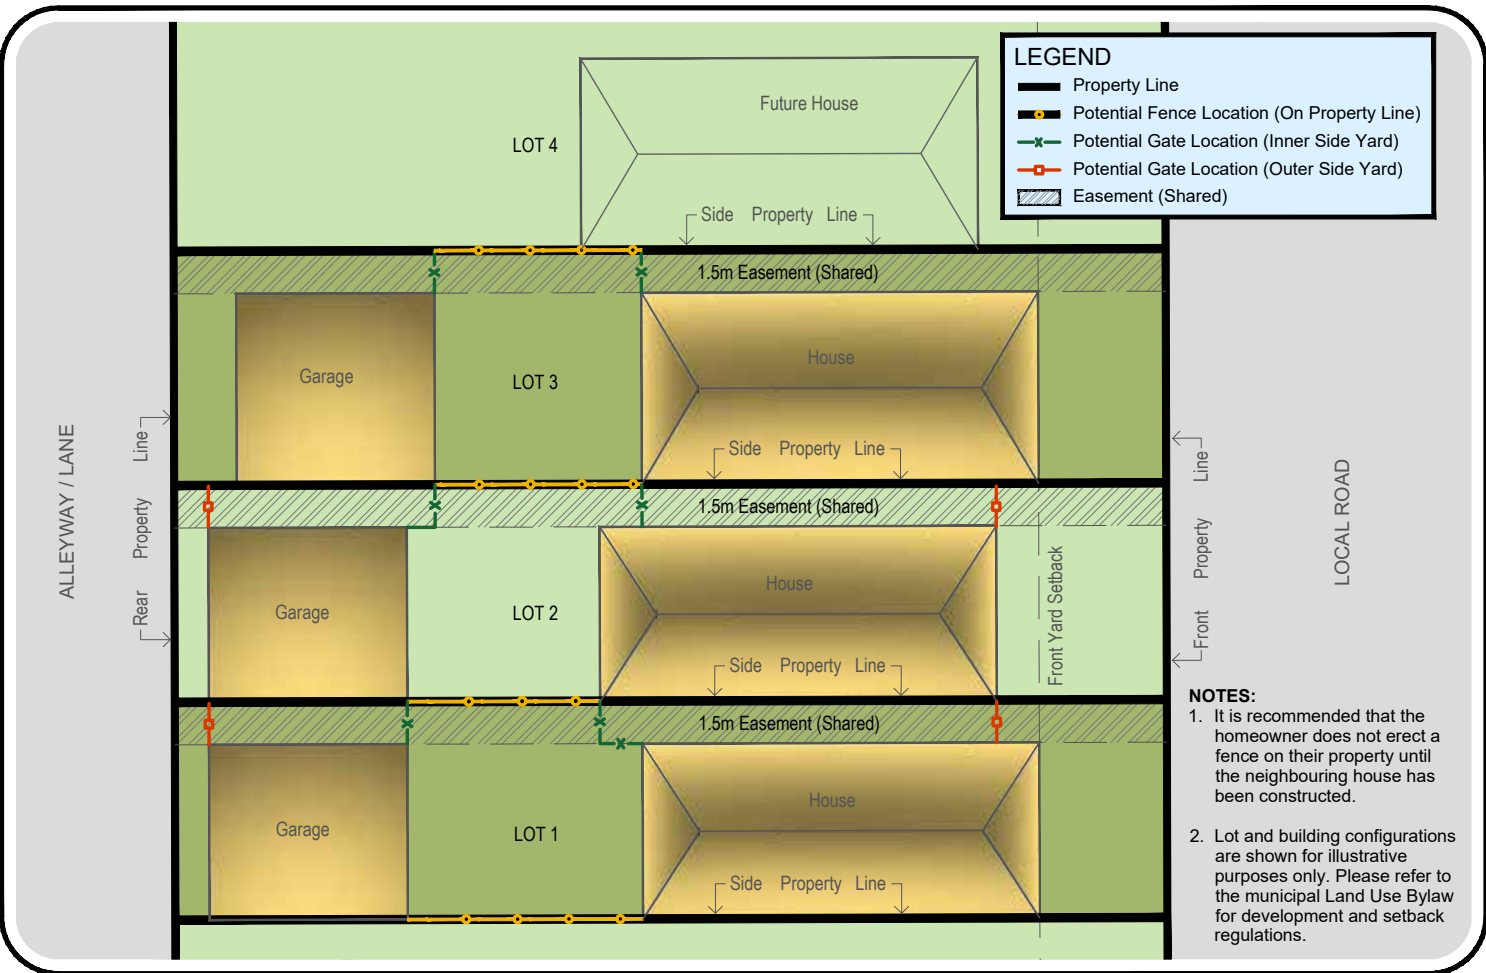 LEGEND
Property Line
Potential Fence Location (On Property Line)
Potential Gate Location (Inner Side Yard)
Potential Gate Location (Outer Side Yard)
Easement (Shared)
Future House
LOT 4
Side Property Line
1.5m Easement (Shared)
Garage
LOT 3
House
Side Property Line
1.5m Easement (Shared)
Garage
LOT 2
House
Side Property Line
Front Yard Setback
1.5m Easement (Shared)
Garage
LOT 1
House
Side Property Line
ALLEYWAY / LANE
Rear Property Line
Front Property Line
LOCAL ROAD
NOTES:
1. It is recommended that the
homeowner does not erect a
fence on their property until
the neighbouring house has
been constructed.
2. Lot and building configurations
are shown for illustrative
purposes only. Please refer to
the municipal Land Use Bylaw
for development and setback
regulations.